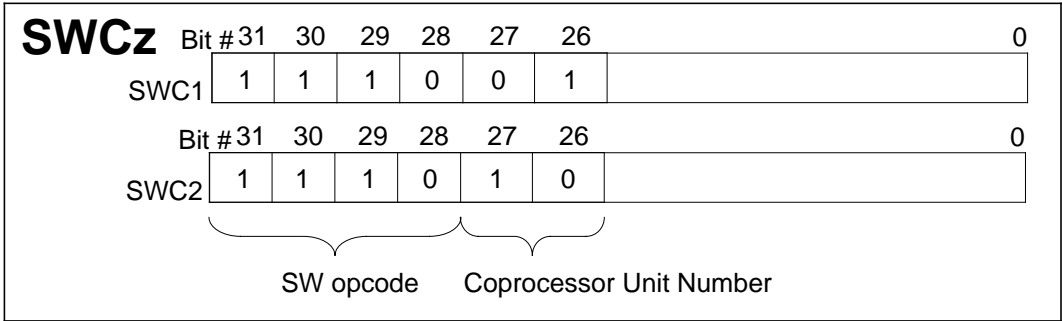 SWCz Bit # 31 30 29 28 27 26 0
SWC1 1 1 1 0 0 1
Bit # 31 30 29 28 27 26 0
SWC2 1 1 1 0 1 0
SW opcode Coprocessor Unit Number